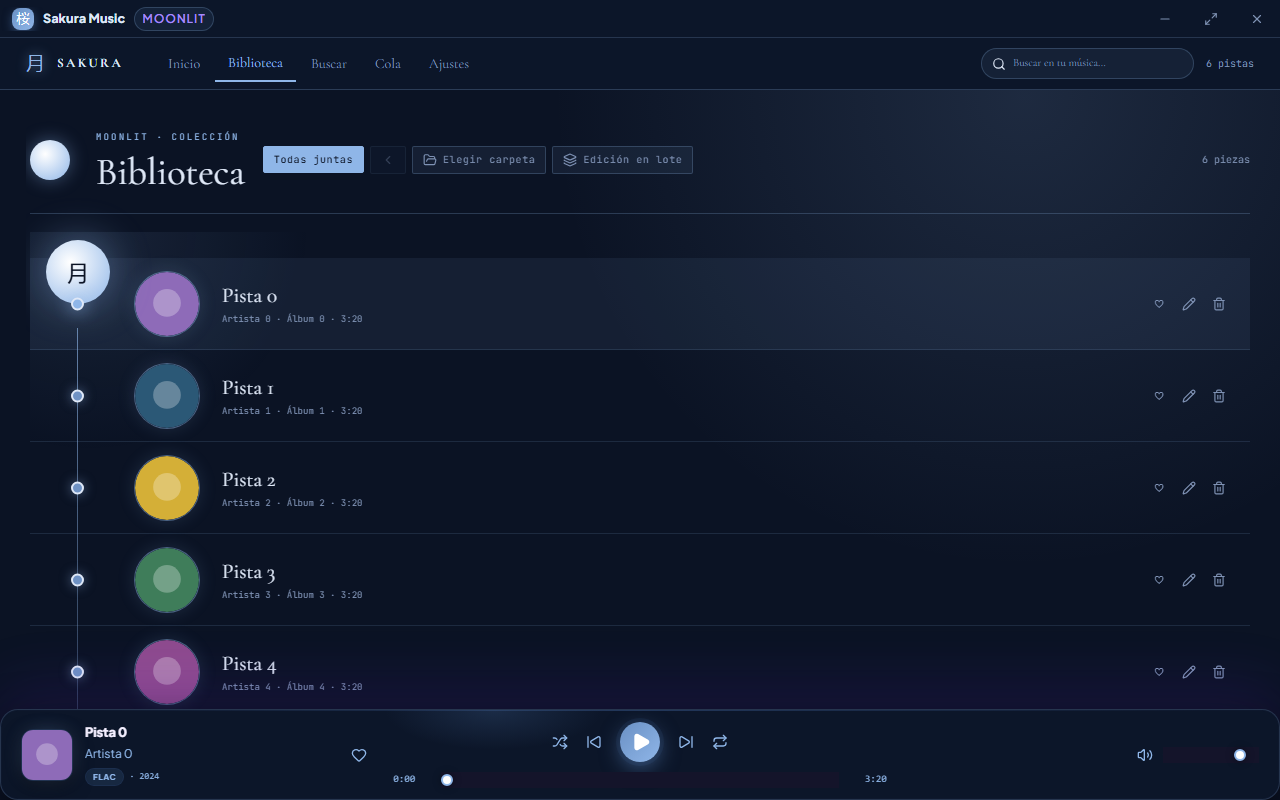 桜 Sakura Music MOONLIT
月 SAKURA Inicio Biblioteca Buscar Cola Ajustes Buscar en tu música... 6 pistas
MOONLIT · COLECCIÓN
Biblioteca Todas juntas Elegir carpeta Edición en lote 6 piezas
月
Pista 0
Artista 0 · Álbum 0 · 3:20
Pista 1
Artista 1 · Álbum 1 · 3:20
Pista 2
Artista 2 · Álbum 2 · 3:20
Pista 3
Artista 3 · Álbum 3 · 3:20
Pista 4
Artista 4 · Álbum 4 · 3:20
Pista 0
Artista 0
FLAC · 2024
0:00 3:20